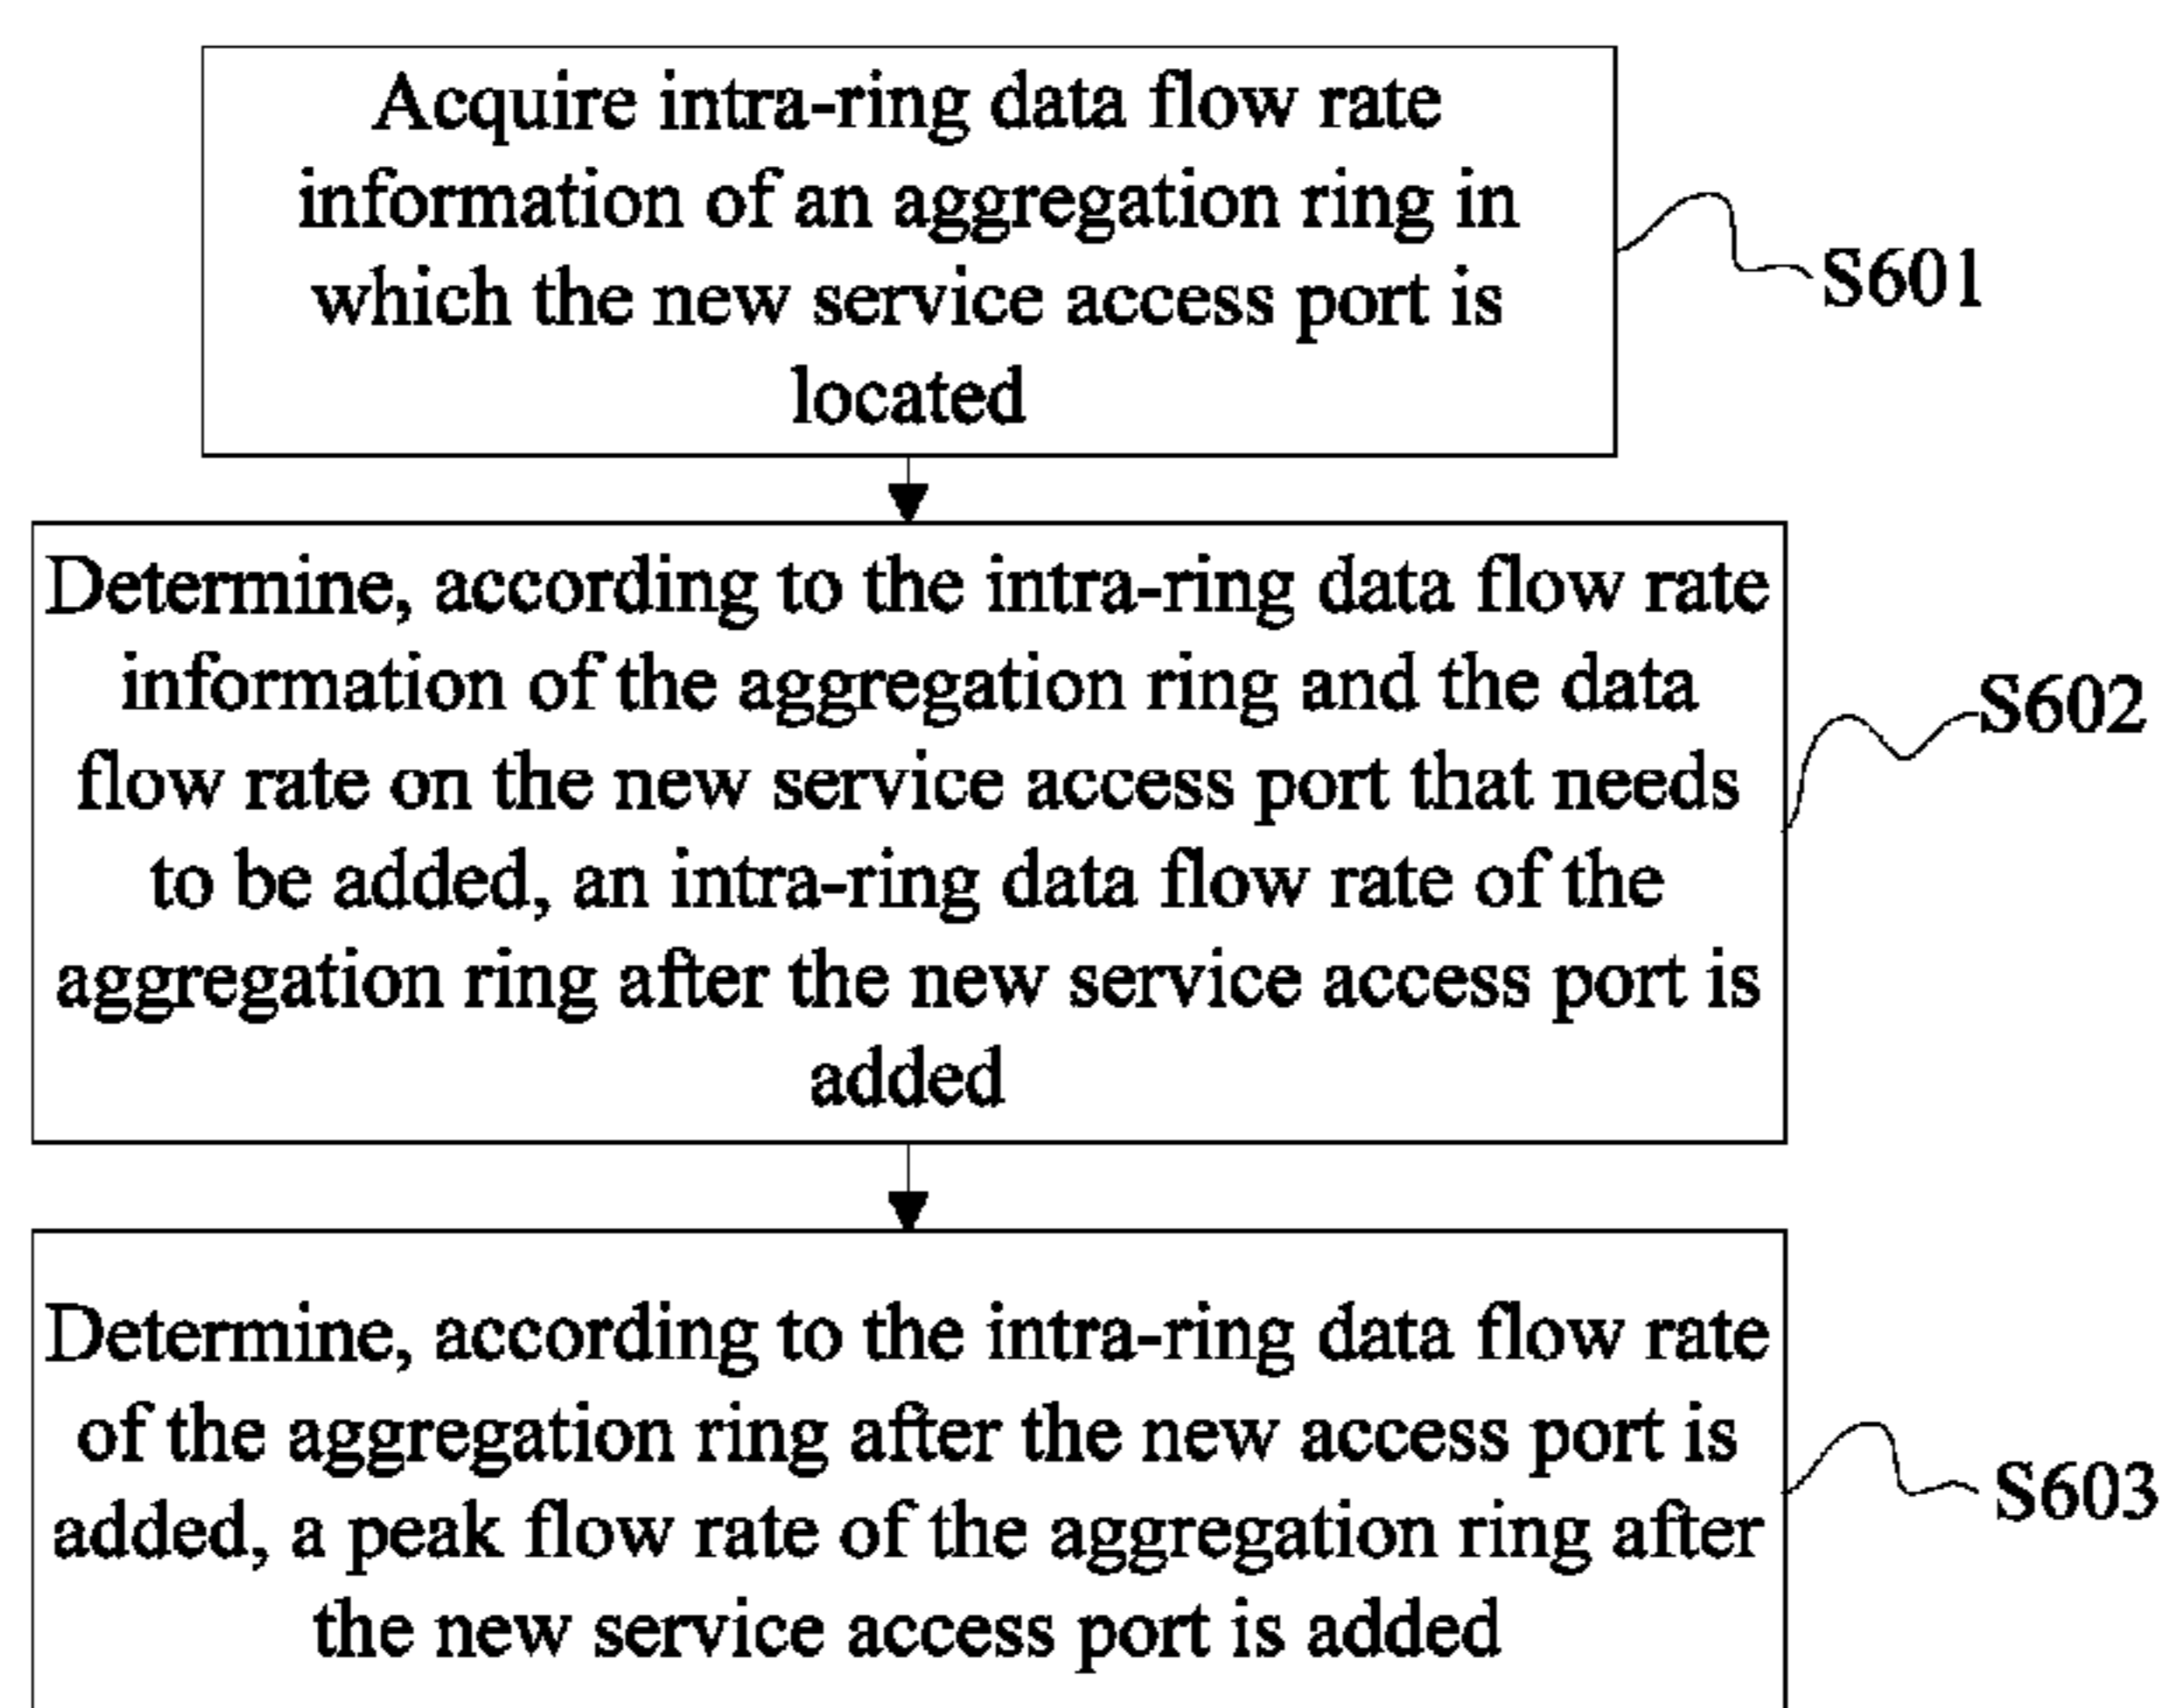 Acquire intra-ring data flow rate
information of an aggregation ring in
which the new service access port is
located
S601
Determine, according to the intra-ring data flow rate
information of the aggregation ring and the data
flow rate on the new service access port that needs
to be added, an intra-ring data flow rate of the
aggregation ring after the new service access port is
added
S602
Determine, according to the intra-ring data flow rate
of the aggregation ring after the new access port is
added, a peak flow rate of the aggregation ring after
the new service access port is added
S603